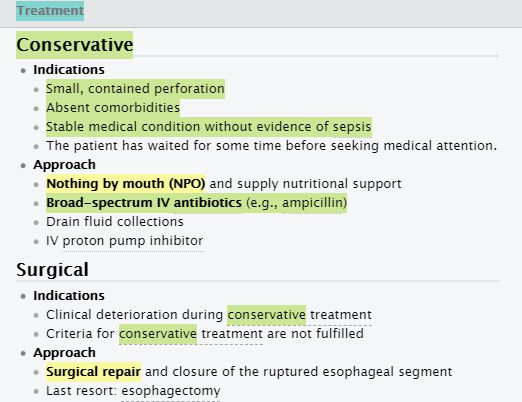 Treatment
Conservative
Indications
Small, contained perforation
Absent comorbidities
Stable medical condition without evidence of sepsis
The patient has waited for some time before seeking medical attention.
Approach
Nothing by mouth (NPO) and supply nutritional support
Broad-spectrum IV antibiotics (e.g., ampicillin)
Drain fluid collections
IV proton pump inhibitor
Surgical
Indications
Clinical deterioration during conservative treatment
Criteria for conservative treatment are not fulfilled
Approach
Surgical repair and closure of the ruptured esophageal segment
Last resort: esophagectomy